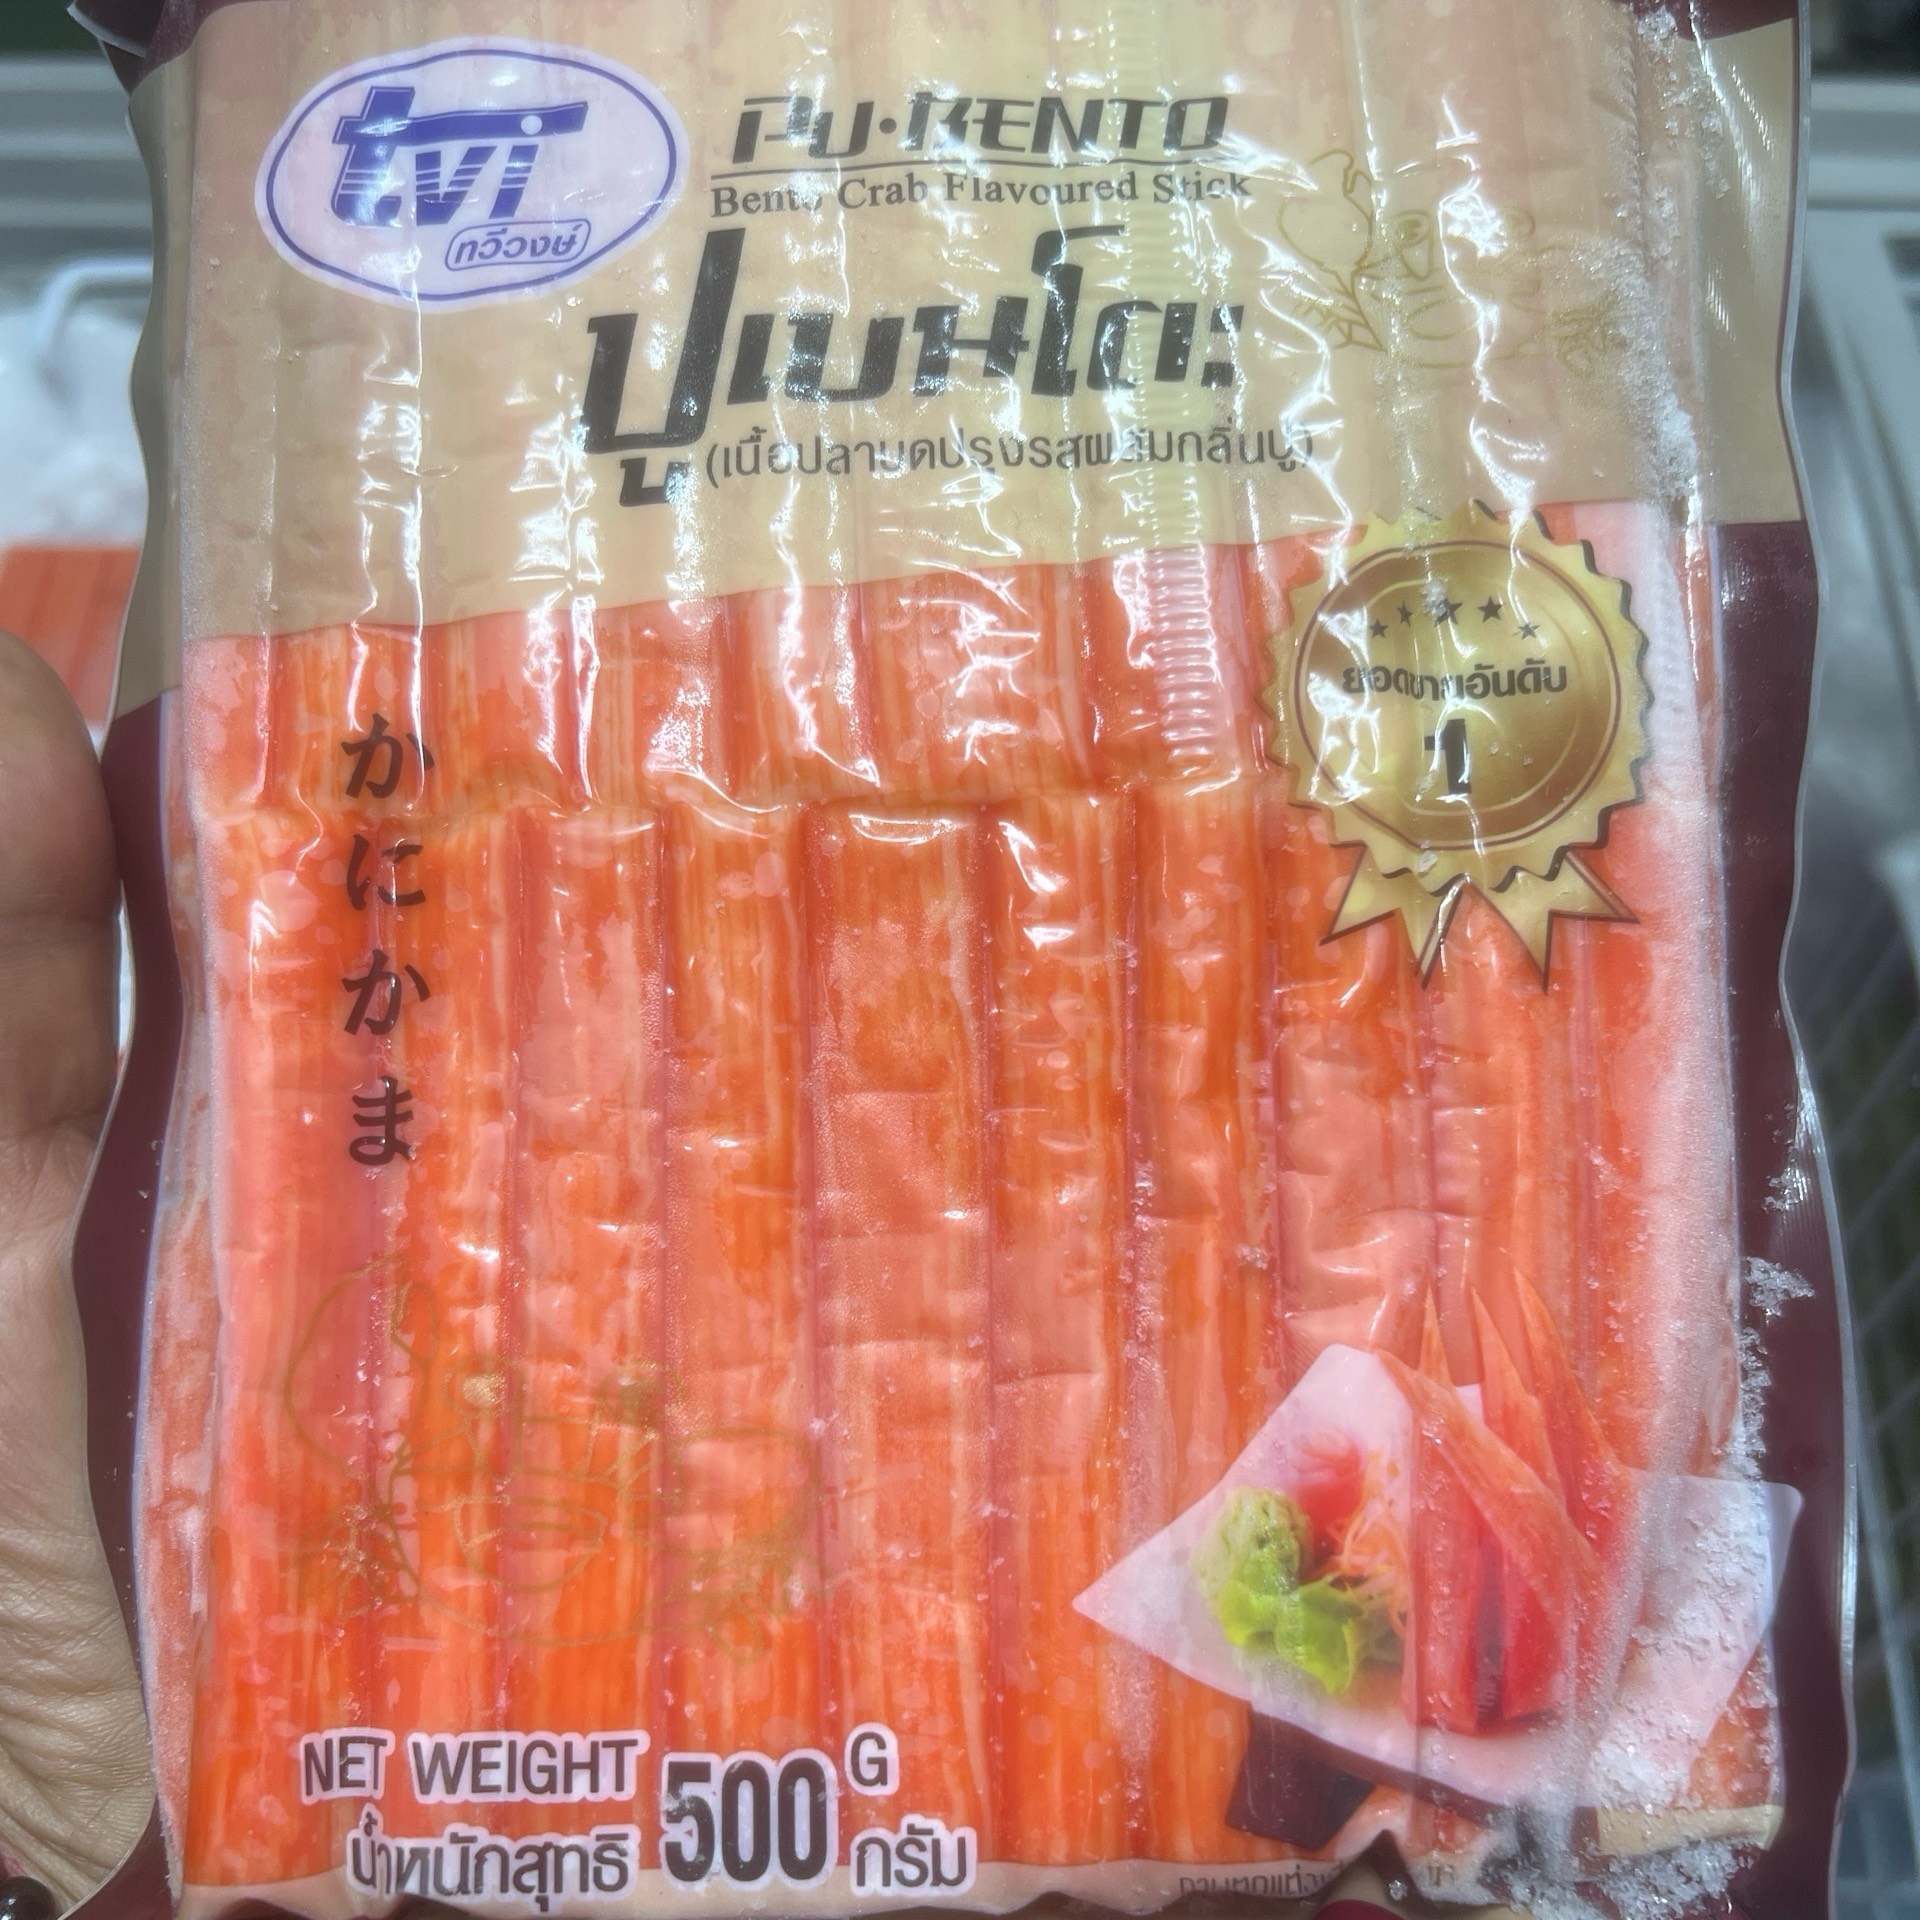 tvi
ทวีวงษ์
PU•BENTO
Bento Crab Flavoured Stick
ปูเบนโตะ
(เนื้อปลาบดปรุงรสผสมกลิ่นปู)
ยอดขายอันดับ
1
かにかま
NET WEIGHT 500 G
น้ำหนักสุทธิ กรัม